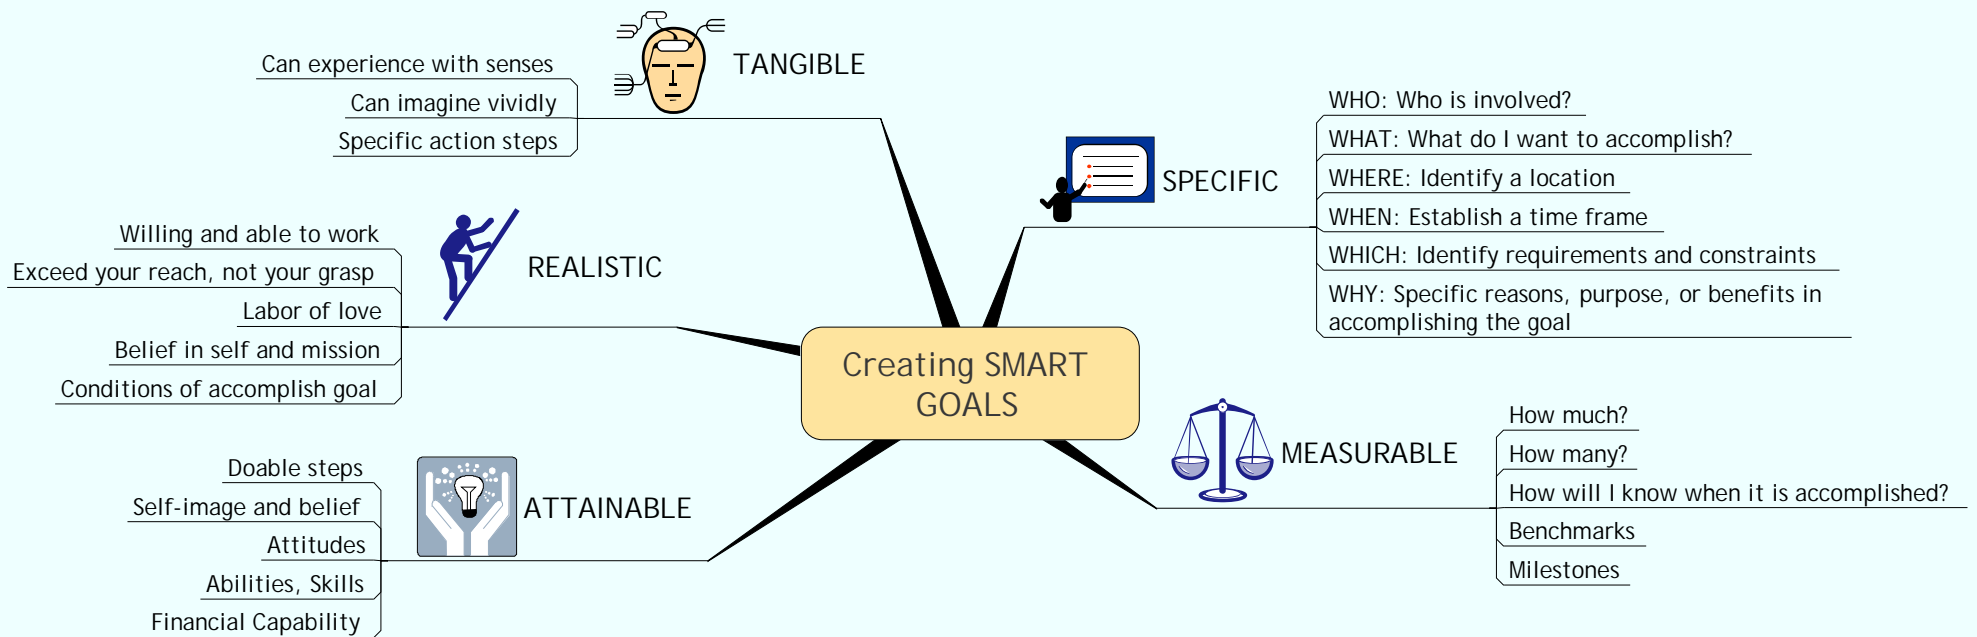 Creating SMART
GOALS
SPECIFIC
WHO: Who is involved?
WHAT: What do I want to accomplish?
WHERE: Identify a location
WHEN: Establish a time frame
WHICH: Identify requirements and constraints
WHY: Specific reasons, purpose, or benefits in
accomplishing the goal
MEASURABLE
How much?
How many?
How will I know when it is accomplished?
Benchmarks
Milestones
ATTAINABLE
Doable steps
Self-image and belief
Attitudes
Abilities, Skills
Financial Capability
REALISTIC
Willing and able to work
Exceed your reach, not your grasp
Labor of love
Belief in self and mission
Conditions of accomplish goal
TANGIBLE
Can experience with senses
Can imagine vividly
Specific action steps